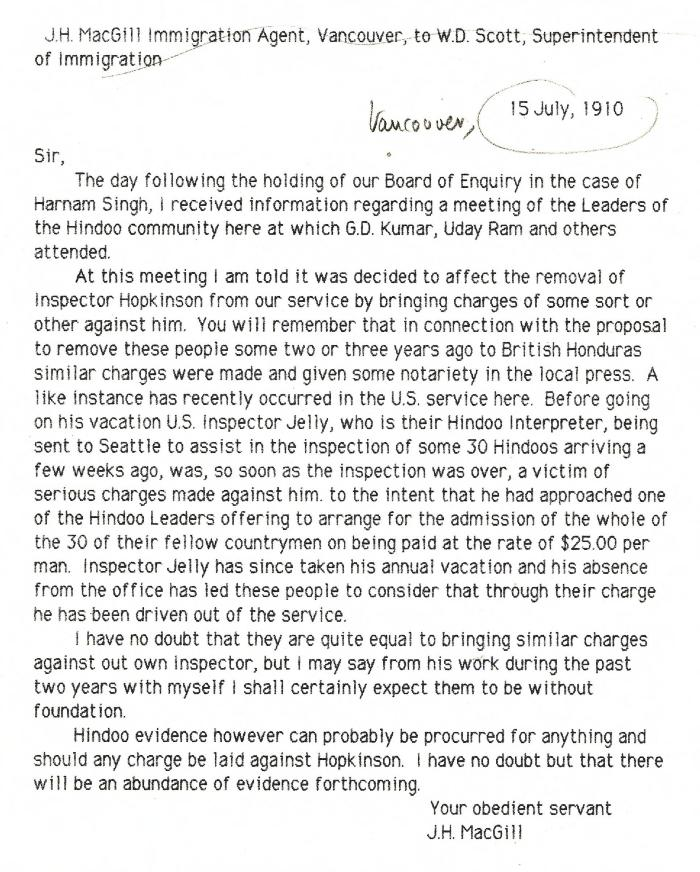 J.H. MacGill Immigration Agent, Vancouver, to W.D. Scott, Superintendent
of Immigration
Vancouver,
15 July, 1910
Sir,
The day following the holding of our Board of Enquiry in the case of
Harnam Singh, I received information regarding a meeting of the Leaders of
the Hindoo community here at which G.D. Kumar, Uday Ram and others
attended.
At this meeting I am told it was decided to affect the removal of
Inspector Hopkinson from our service by bringing charges of some sort or
other against him. You will remember that in connection with the proposal
to remove these people some two or three years ago to British Honduras
similar charges were made and given some notariety in the local press. A
like instance has recently occurred in the U.S. service here. Before going
on his vacation U.S. Inspector Jelly, who is their Hindoo Interpreter, being
sent to Seattle to assist in the inspection of some 30 Hindoos arriving a
few weeks ago, was, so soon as the inspection was over, a victim of
serious charges made against him. to the intent that he had approached one
of the Hindoo Leaders offering to arrange for the admission of the whole of
the 30 of their fellow countrymen on being paid at the rate of $25.00 per
man. Inspector Jelly has since taken his annual vacation and his absence
from the office has led these people to consider that through their charge
he has been driven out of the service.
I have no doubt that they are quite equal to bringing similar charges
against out own Inspector, but I may say from his work during the past
two years with myself I shall certainly expect them to be without
foundation.
Hindoo evidence however can probably be procurred for anything and
should any charge be laid against Hopkinson. I have no doubt but that there
will be an abundance of evidence forthcoming.
Your obedient servant
J.H. MacGill